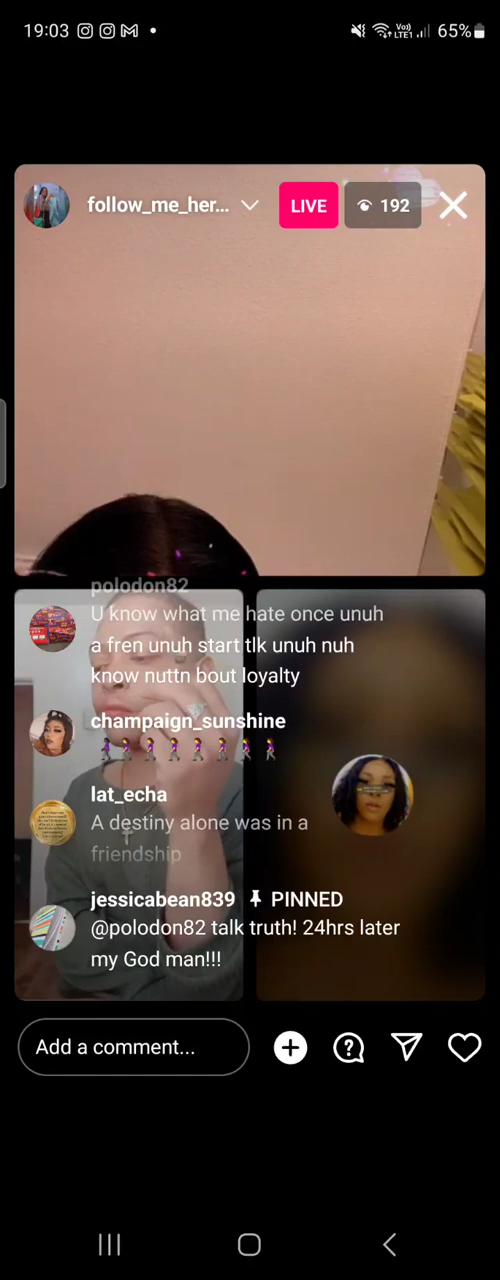 19:03
Vo))
LTE1
65%
follow_me_her...
LIVE
192
polodon82
U know what me hate once unuh
a fren unuh start tlk unuh nuh
know nuttn bout loyalty
champaign_sunshine
lat_echa
A destiny alone was in a
friendship
jessicabean839 PINNED
@polodon82 talk truth! 24hrs later
my God man!!!
Add a comment...